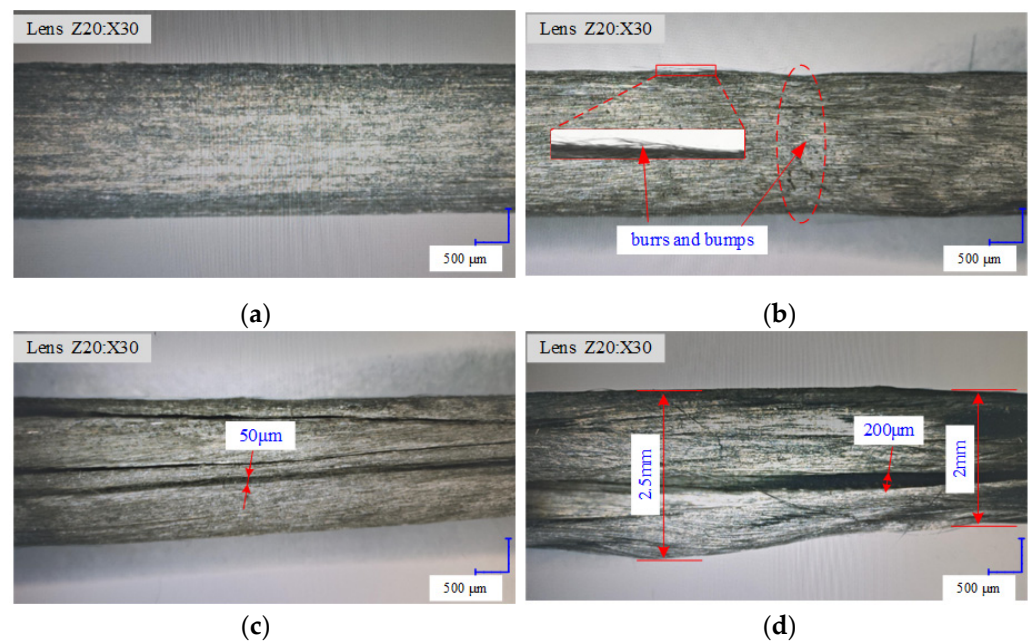 Lens Z20:X30
500 μm
(a)
Lens Z20:X30
burrs and bumps
500 μm
(b)
Lens Z20:X30
50μm
500 μm
(c)
Lens Z20:X30
2.5mm
200μm
2mm
500 μm
(d)